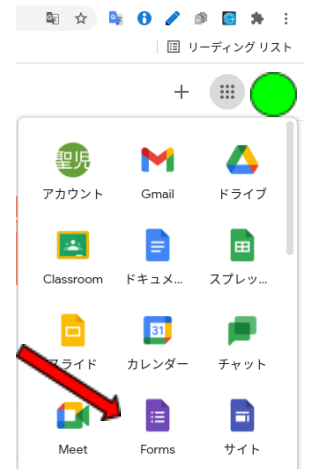 リーディング リスト
聖児
アカウント
Gmail
ドライブ
Classroom
ドキュメ...
スプレッ...
スライド
31
カレンダー
チャット
Meet
Forms
サイト